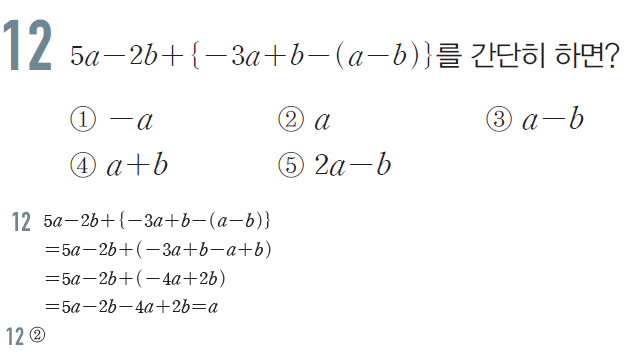 12 5a-2b+{-3a+b-(a-b)}를 간단히 하면?
① -a ② a ③ a-b
④ a+b ⑤ 2a-b
12 5a-2b+{-3a+b-(a-b)}
=5a-2b+(-3a+b-a+b)
=5a-2b+(-4a+2b)
=5a-2b-4a+2b=a
12 ②